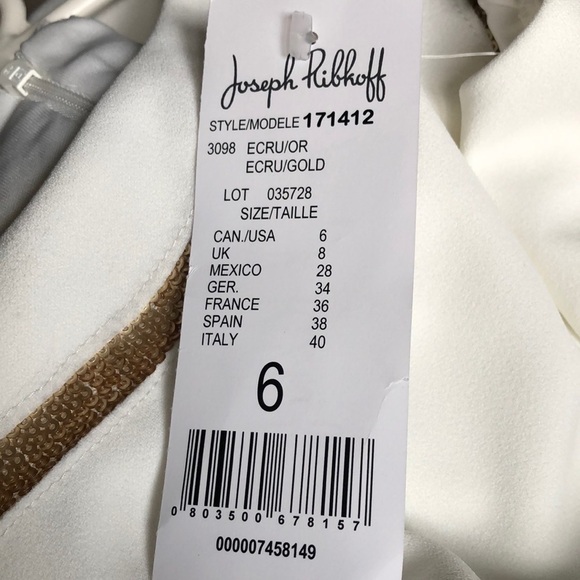 Joseph Ribkoff
STYLE/MODELE 171412
3098 ECRU/OR
ECRU/GOLD
LOT 035728
SIZE/TAILLE
CAN./USA 6
UK 8
MEXICO 28
GER. 34
FRANCE 36
SPAIN 38
ITALY 40
6
0 803500 678157
000007458149